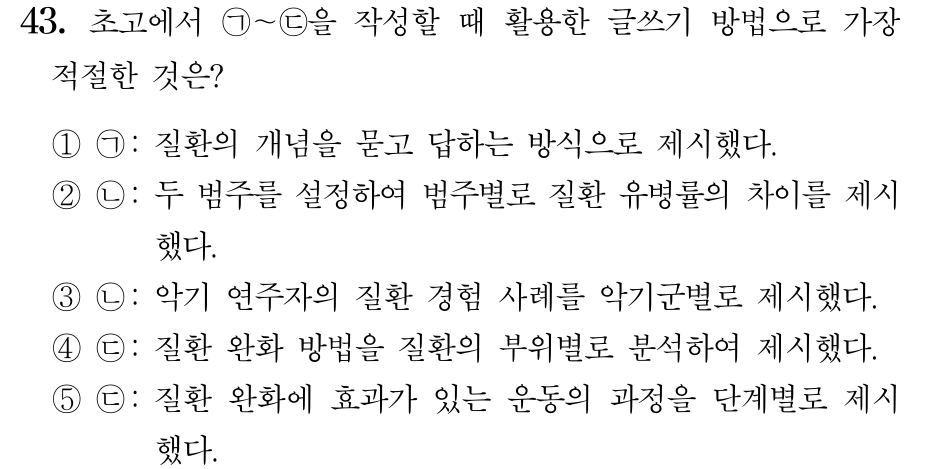 43. 초고에서 ㉠~㉢을 작성할 때 활용한 글쓰기 방법으로 가장
적절한 것은?
① ㉠: 질환의 개념을 묻고 답하는 방식으로 제시했다.
② ㉡: 두 범주를 설정하여 범주별로 질환 유병률의 차이를 제시
했다.
③ ㉡: 악기 연주자의 질환 경험 사례를 악기군별로 제시했다.
④ ㉢: 질환 완화 방법을 질환의 부위별로 분석하여 제시했다.
⑤ ㉢: 질환 완화에 효과가 있는 운동의 과정을 단계별로 제시
했다.